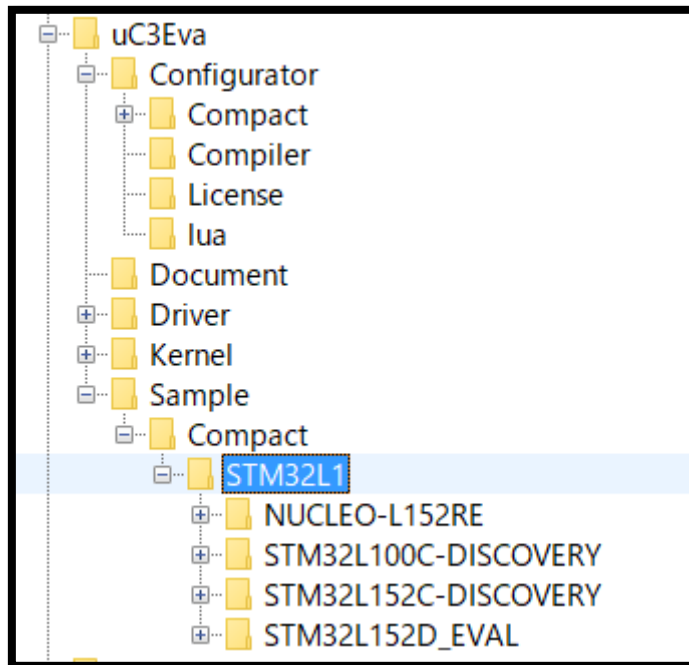 uC3Eva
Configurator
Compact
Compiler
License
lua
Document
Driver
Kernel
Sample
Compact
STM32L1
NUCLEO-L152RE
STM32L100C-DISCOVERY
STM32L152C-DISCOVERY
STM32L152D_EVAL